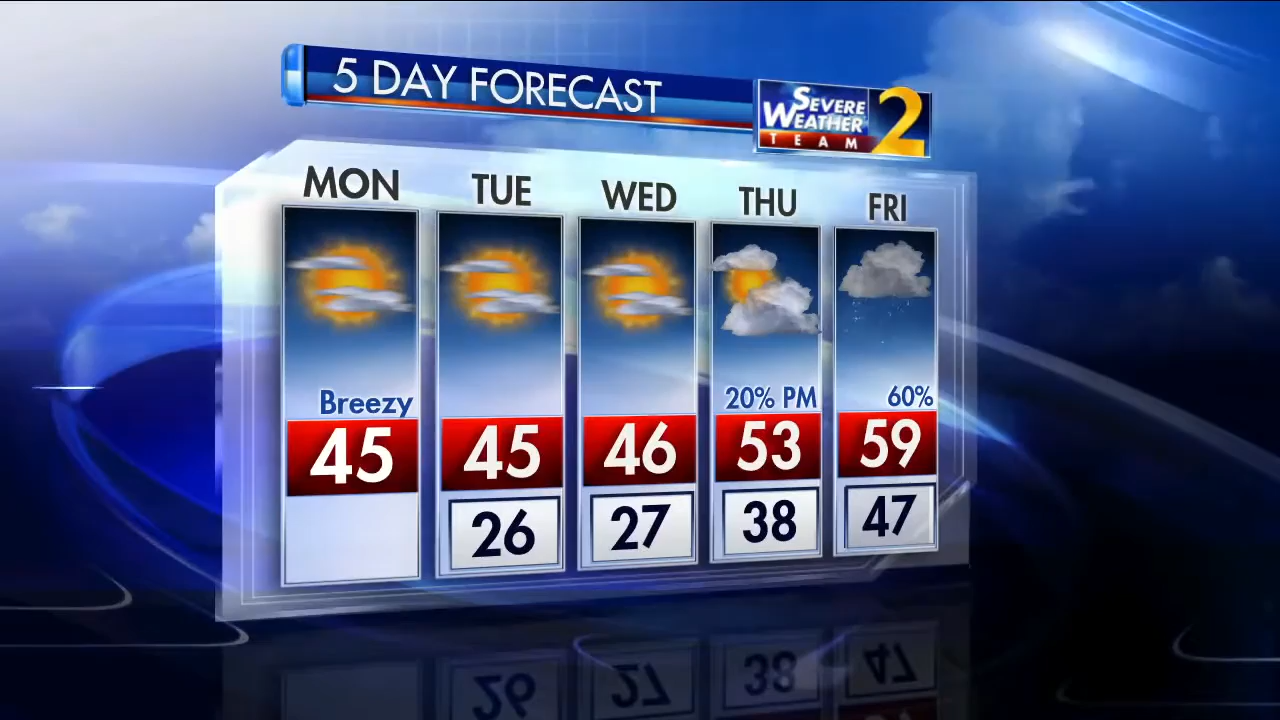 5 DAY FORECAST
SEVERE
WEATHER
TEAM
2
MON TUE WED THU FRI
Breezy 20% PM 60%
45 45 46 53 59
26 27 38 47